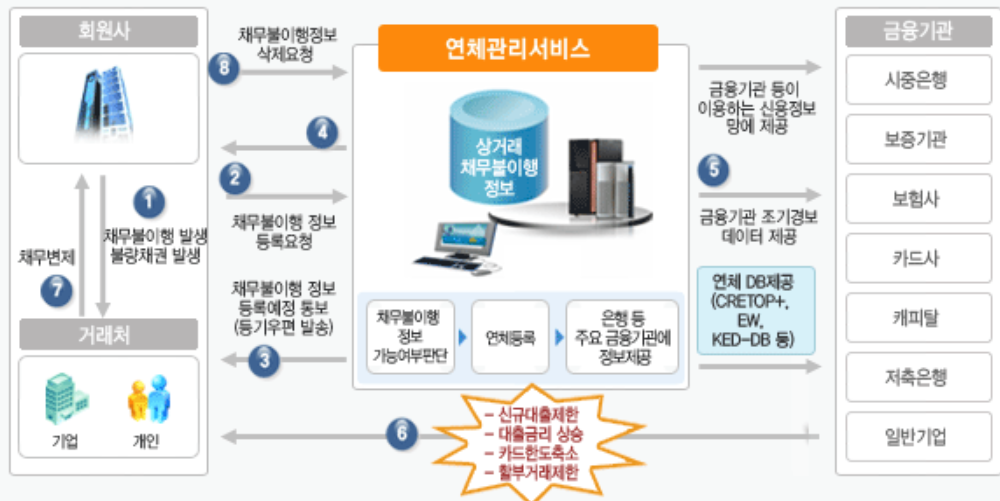 회원사
8
채무불이행정보
삭제요청
4
2
채무불이행 정보
등록요청
1
채무불이행 발생
불량채권 발생
채무변제
7
채무불이행 정보
등록예정 통보
(등기우편 발송)
3
거래처
기업
개인
연체관리서비스
상거래
채무불이행
정보
채무불이행
정보
가능여부판단
연체등록
은행 등
주요 금융기관에
정보제공
금융기관 등이
이용하는 신용정보
망에 제공
5
금융기관 조기경보
데이터 제공
연체 DB제공
(CRETOP+,
EW,
KED-DB 등)
6
- 신규대출제한
- 대출금리 상승
- 카드한도축소
- 할부거래제한
금융기관
시중은행
보증기관
보험사
카드사
캐피탈
저축은행
일반기업